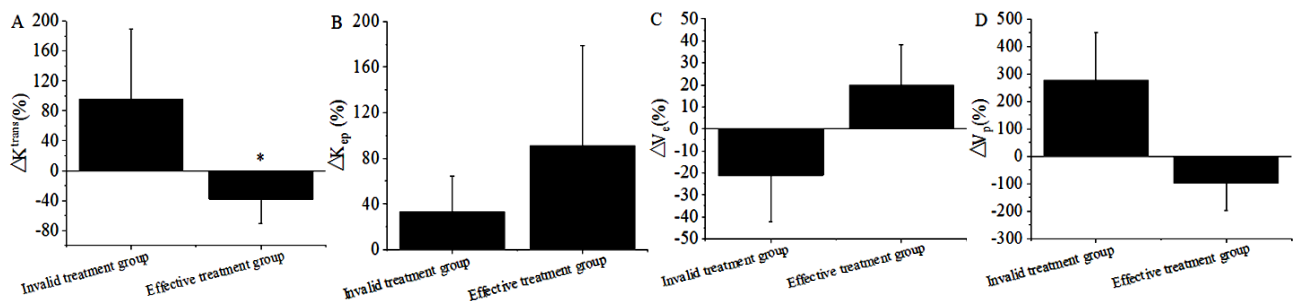 A
200
160
120
80
40
0
-40
-80
△K^trans(%)
*
Invalid treatment group
Effective treatment group
B
200
160
120
80
40
0
△K_ep (%)
Invalid treatment group
Effective treatment group
C
50
40
30
20
10
0
-10
-20
-30
-40
-50
△V_e(%)
Invalid treatment group
Effective treatment group
D
500
400
300
200
100
0
-100
-200
-300
△V_p(%)
Invalid treatment group
Effective treatment group